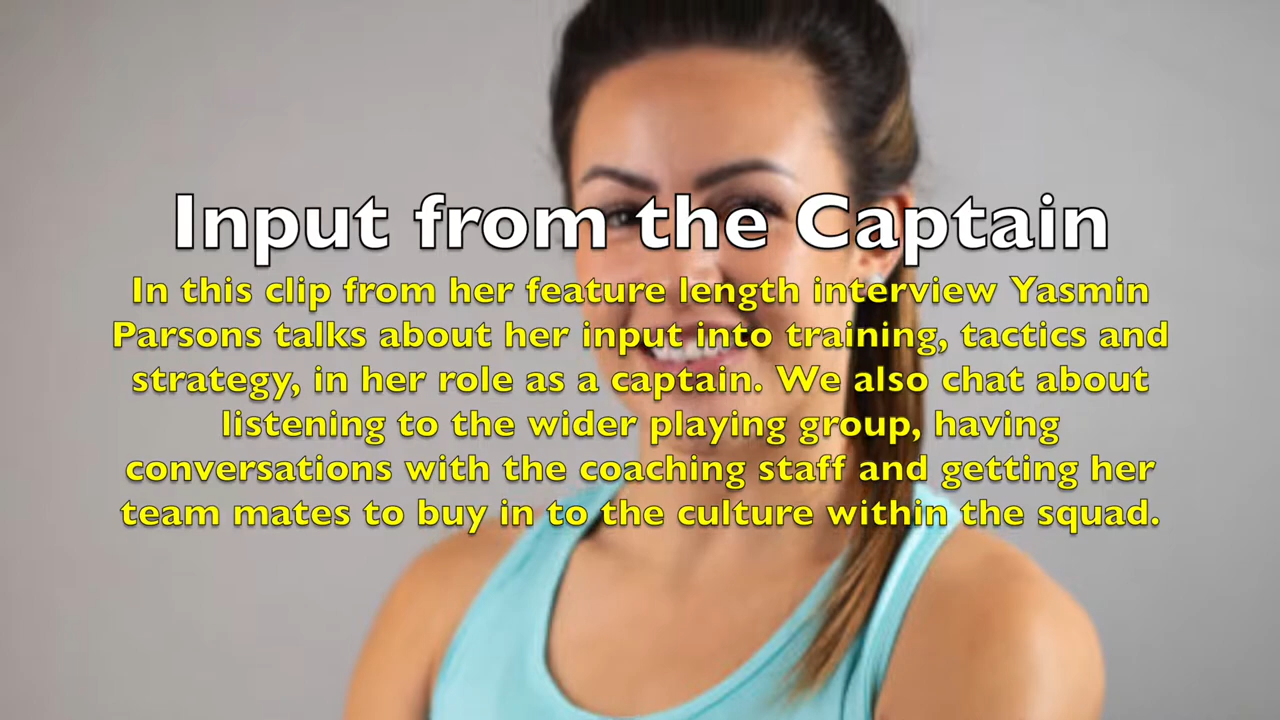 Input from the Captain
In this clip from her feature length interview Yasmin
Parsons talks about her input into training, tactics and
strategy, in her role as a captain. We also chat about
listening to the wider playing group, having
conversations with the coaching staff and getting her
team mates to buy in to the culture within the squad.